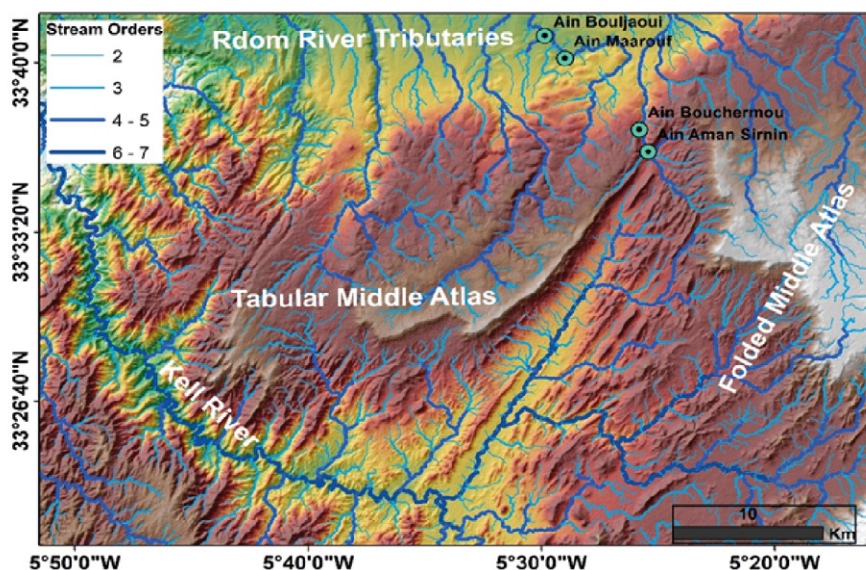 Stream Orders
2
3
4 - 5
6 - 7
Rdom River Tributaries
Ain Bouljaoui
Ain Maarouf
Ain Bouchermou
Ain Aman Sirnin
Tabular Middle Atlas
Folded Middle Atlas
Kell River
33°40'0"N
33°33'20"N
33°26'40"N
10
Km
5°50'0"W
5°40'0"W
5°30'0"W
5°20'0"W